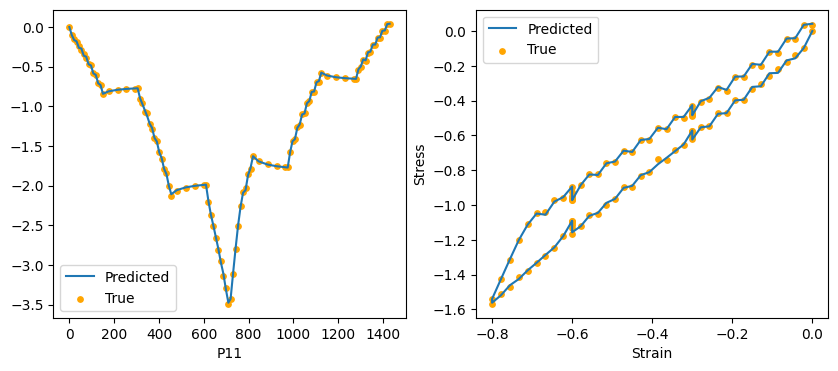 0.0
−0.5
−1.0
−1.5
−2.0
−2.5
−3.0
−3.5
Predicted
True
0 200 400 600 800 1000 1200 1400
P11
Predicted
True
Stress
0.0
−0.2
−0.4
−0.6
−0.8
−1.0
−1.2
−1.4
−1.6
−0.8 −0.6 −0.4 −0.2 0.0
Strain